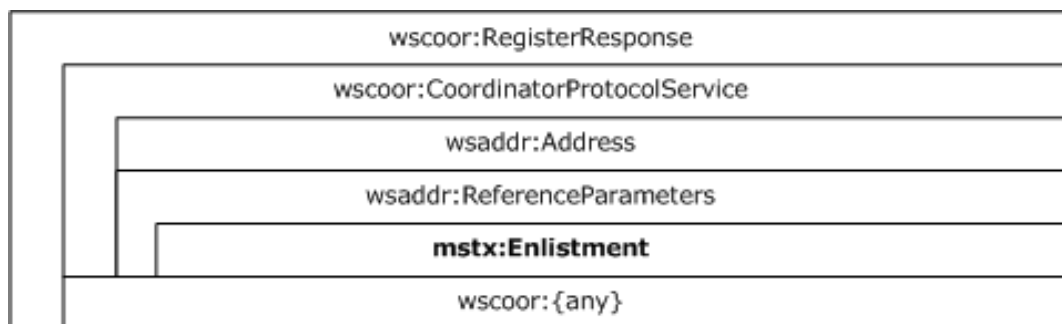 wscoor:RegisterResponse
wscoor:CoordinatorProtocolService
wsaddr:Address
wsaddr:ReferenceParameters
mstx:Enlistment
wscoor:{any}